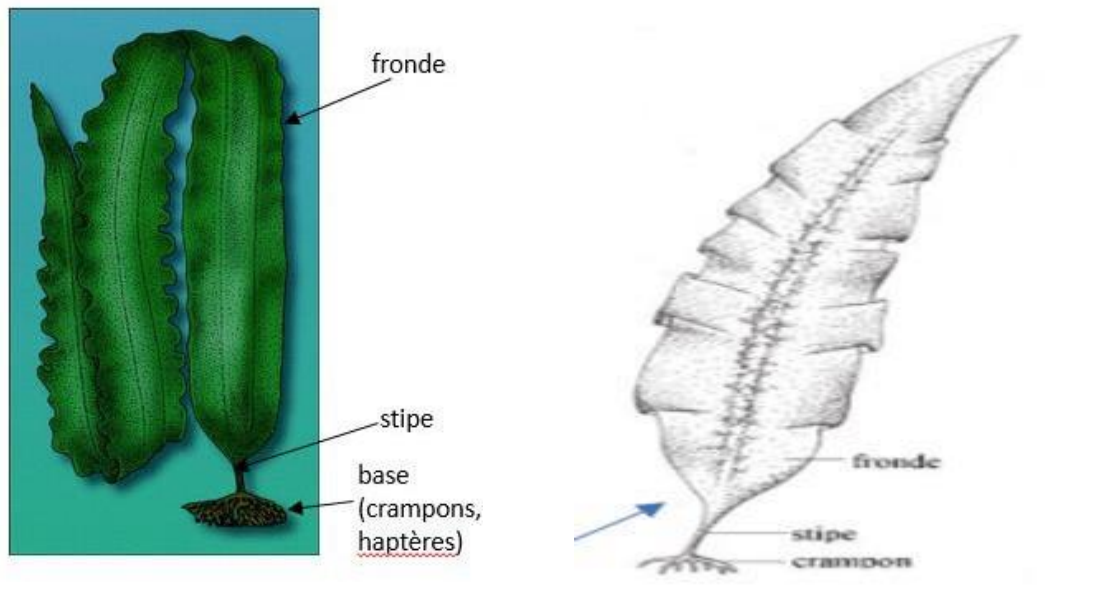 fronde
stipe
base
(crampons,
haptères)
fronde
stipe
crampon